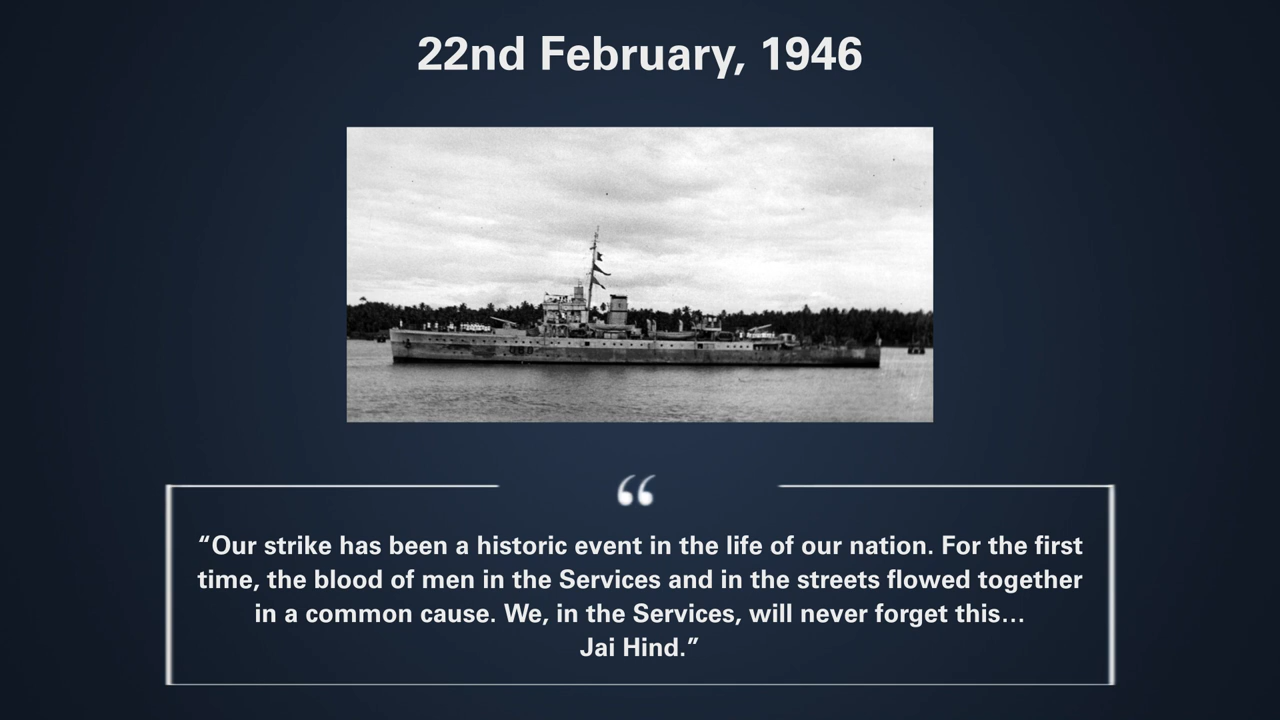 22nd February, 1946
“
“Our strike has been a historic event in the life of our nation. For the first
time, the blood of men in the Services and in the streets flowed together
in a common cause. We, in the Services, will never forget this…
Jai Hind.”